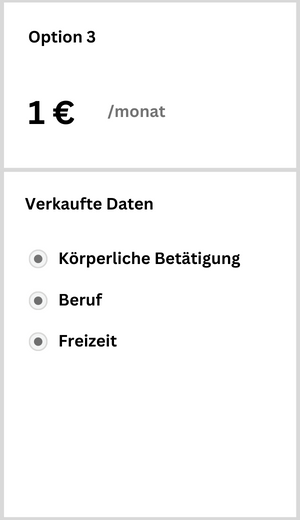 Option 3
1 € /monat
Verkaufte Daten
Körperliche Betätigung
Beruf
Freizeit